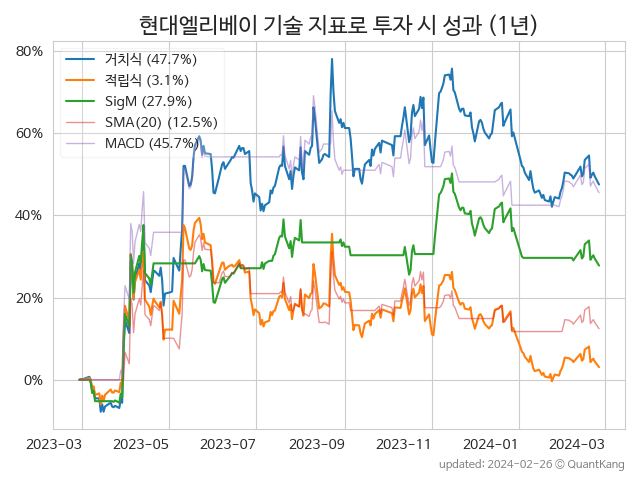 현대엘리베이 기술 지표로 투자 시 성과 (1년)
80%
60%
40%
20%
0%
거치식 (47.7%)
적립식 (3.1%)
SigM (27.9%)
SMA(20) (12.5%)
MACD (45.7%)
2023-03
2023-05
2023-07
2023-09
2023-11
2024-01
2024-03
updated: 2024-02-26 © QuantKang